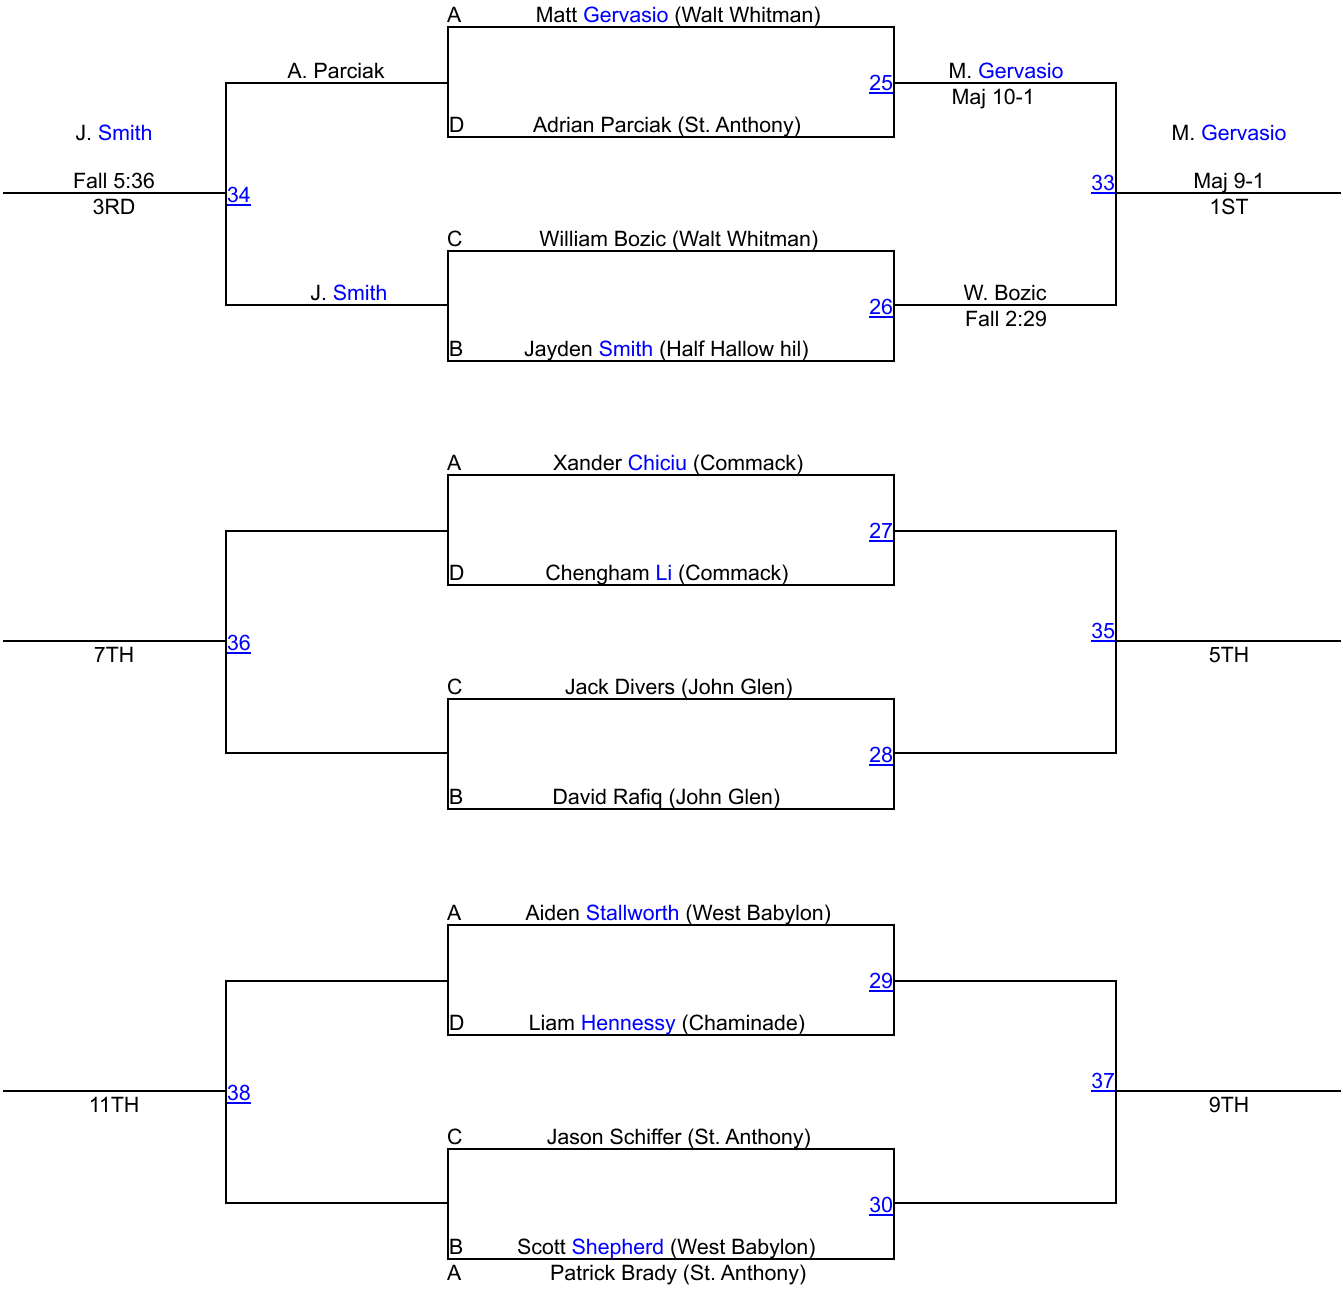 A Matt Gervasio (Walt Whitman)
A. Parciak
25
M. Gervasio
Maj 10-1
D Adrian Parciak (St. Anthony)
J. Smith
M. Gervasio
Fall 5:36
34
33
Maj 9-1
3RD
1ST
C William Bozic (Walt Whitman)
J. Smith
26
W. Bozic
Fall 2:29
B Jayden Smith (Half Hallow hil)
A Xander Chiciu (Commack)
27
D Chengham Li (Commack)
36
35
7TH
5TH
C Jack Divers (John Glen)
28
B David Rafiq (John Glen)
A Aiden Stallworth (West Babylon)
29
D Liam Hennessy (Chaminade)
38
37
11TH
9TH
C Jason Schiffer (St. Anthony)
30
B Scott Shepherd (West Babylon)
A Patrick Brady (St. Anthony)